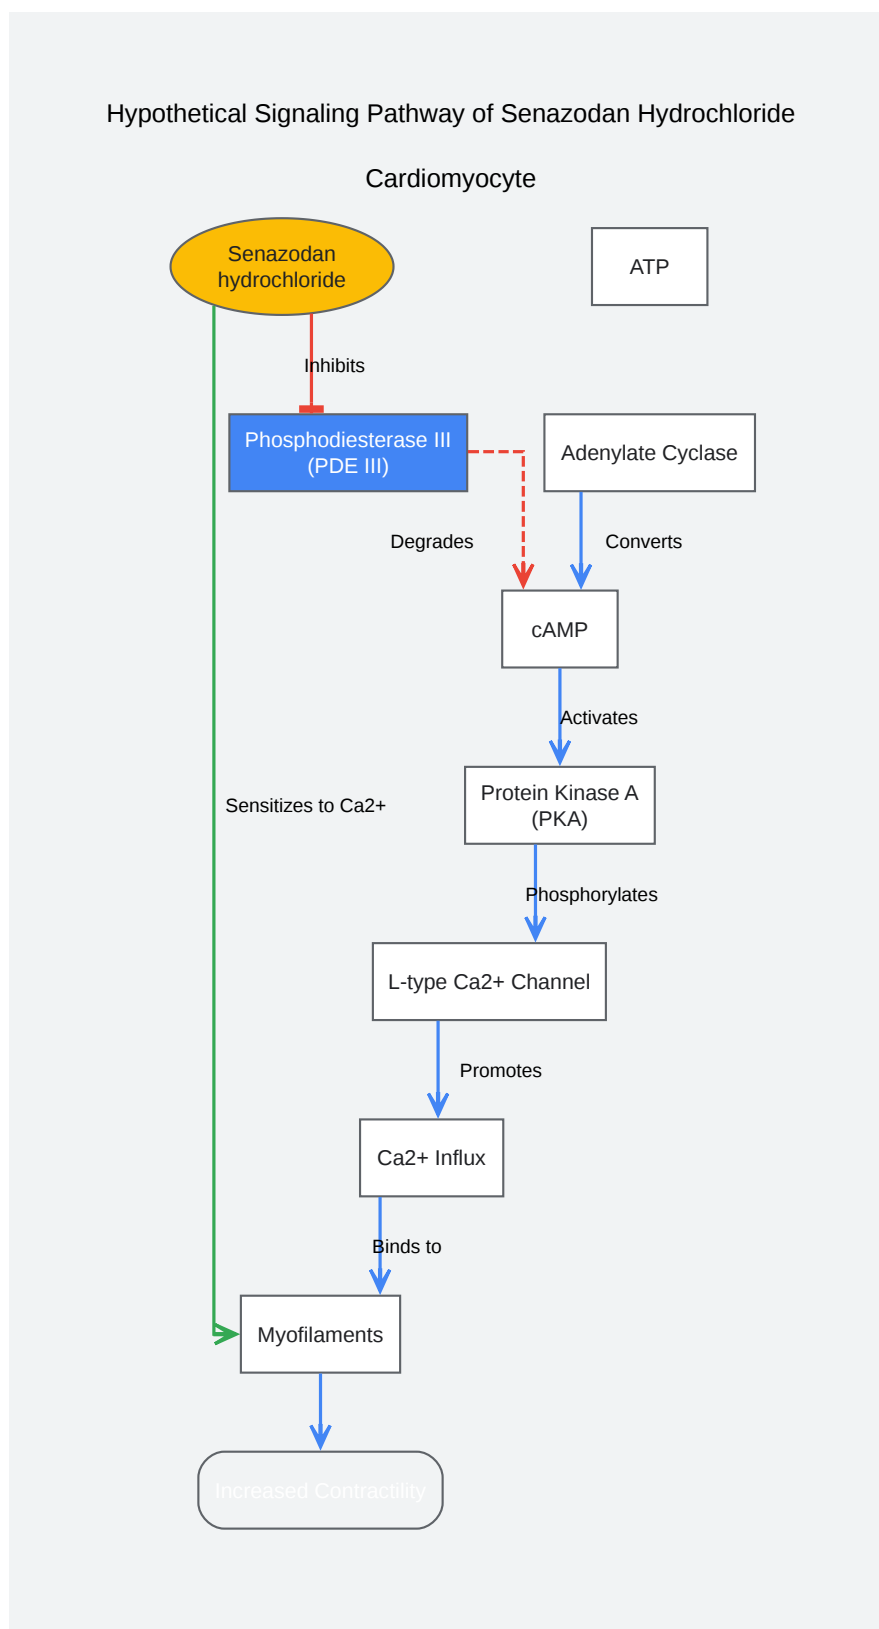 Hypothetical Signaling Pathway of Senazodan Hydrochloride
Cardiomyocyte
Senazodan
hydrochloride
ATP
Inhibits
Phosphodiesterase III
(PDE III)
Adenylate Cyclase
Degrades
Converts
cAMP
Activates
Protein Kinase A
(PKA)
Sensitizes to Ca2+
Phosphorylates
L-type Ca2+ Channel
Promotes
Ca2+ Influx
Binds to
Myofilaments
Increased Contractility